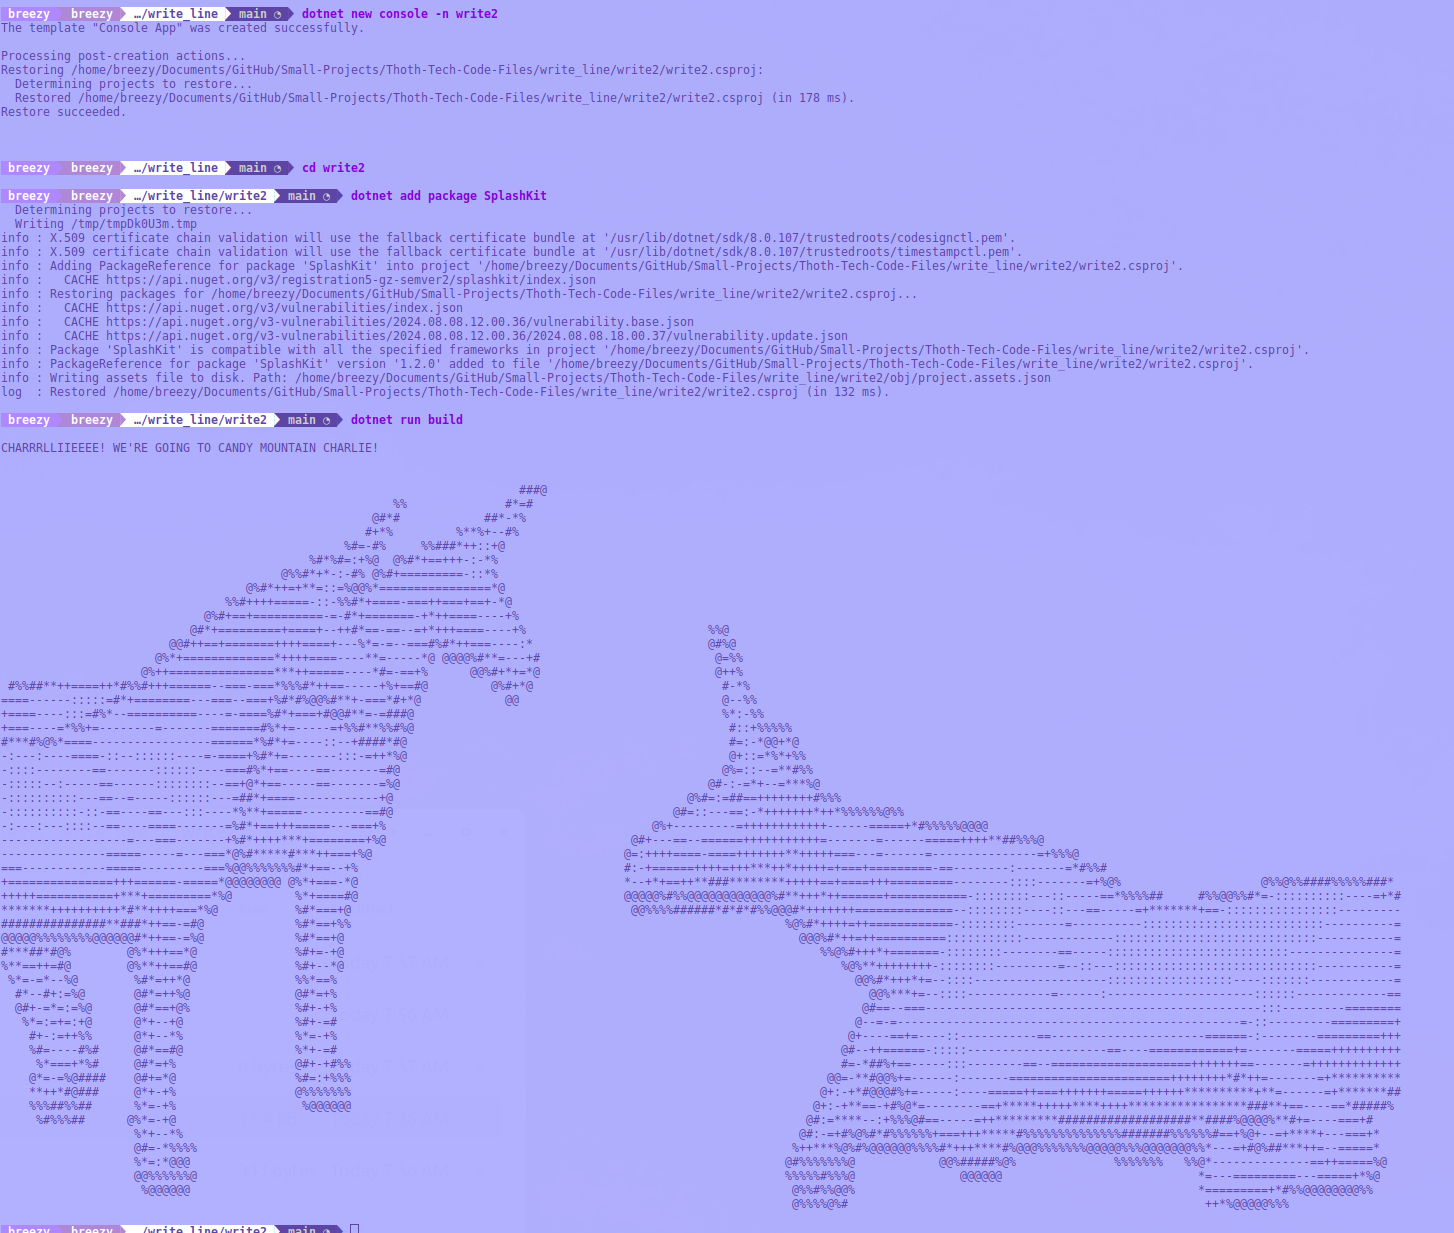 breezy breezy …/write_line main ◔ dotnet new console -n write2
The template "Console App" was created successfully.
Processing post-creation actions...
Restoring /home/breezy/Documents/GitHub/Small-Projects/Thoth-Tech-Code-Files/write_line/write2/write2.csproj:
Determining projects to restore...
Restored /home/breezy/Documents/GitHub/Small-Projects/Thoth-Tech-Code-Files/write_line/write2/write2.csproj (in 178 ms).
Restore succeeded.
breezy breezy …/write_line main ◔ cd write2
breezy breezy …/write_line/write2 main ◔ dotnet add package SplashKit
Determining projects to restore...
Writing /tmp/tmpDk0U3m.tmp
info : X.509 certificate chain validation will use the fallback certificate bundle at '/usr/lib/dotnet/sdk/8.0.107/trustedroots/codesignctl.pem'.
info : X.509 certificate chain validation will use the fallback certificate bundle at '/usr/lib/dotnet/sdk/8.0.107/trustedroots/timestampctl.pem'.
info : Adding PackageReference for package 'SplashKit' into project '/home/breezy/Documents/GitHub/Small-Projects/Thoth-Tech-Code-Files/write_line/write2/write2.csproj'.
info :   CACHE https://api.nuget.org/v3/registration5-gz-semver2/splashkit/index.json
info : Restoring packages for /home/breezy/Documents/GitHub/Small-Projects/Thoth-Tech-Code-Files/write_line/write2/write2.csproj...
info :   CACHE https://api.nuget.org/v3/vulnerabilities/index.json
info :   CACHE https://api.nuget.org/v3-vulnerabilities/2024.08.08.12.00.36/vulnerability.base.json
info :   CACHE https://api.nuget.org/v3-vulnerabilities/2024.08.08.12.00.36/2024.08.08.18.00.37/vulnerability.update.json
info : Package 'SplashKit' is compatible with all the specified frameworks in project '/home/breezy/Documents/GitHub/Small-Projects/Thoth-Tech-Code-Files/write_line/write2/write2.csproj'.
info : PackageReference for package 'SplashKit' version '1.2.0' added to file '/home/breezy/Documents/GitHub/Small-Projects/Thoth-Tech-Code-Files/write_line/write2/write2.csproj'.
info : Writing assets file to disk. Path: /home/breezy/Documents/GitHub/Small-Projects/Thoth-Tech-Code-Files/write_line/write2/obj/project.assets.json
log  : Restored /home/breezy/Documents/GitHub/Small-Projects/Thoth-Tech-Code-Files/write_line/write2/write2.csproj (in 132 ms).
breezy breezy …/write_line/write2 main ◔ dotnet run build
CHARRRLLIIEEEE! WE'RE GOING TO CANDY MOUNTAIN CHARLIE!
breezy breezy …/write_line/write2 main ◔